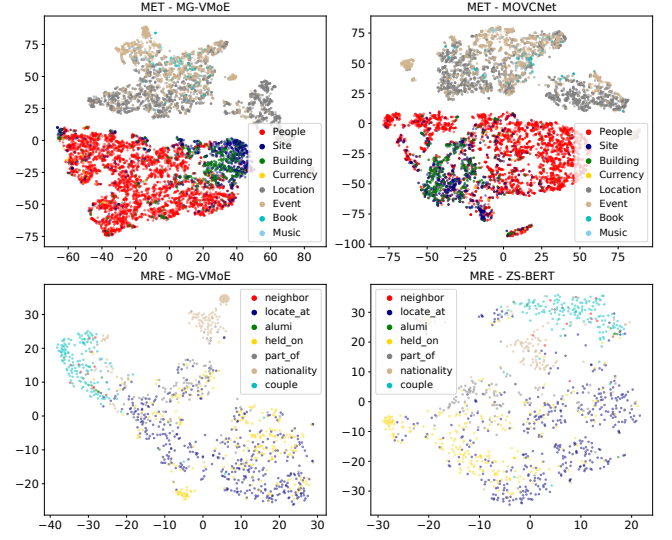 MET - MG-VMoE
75
50
25
0
−25
−50
−75
−60
−40
−20
0
20
40
60
80
People
Site
Building
Currency
Location
Event
Book
Music
MET - MOVCNet
75
50
25
0
−25
−50
−75
−100
−75
−50
−25
0
25
50
75
People
Site
Building
Currency
Location
Event
Book
Music
MRE - MG-VMoE
30
20
10
0
−10
−20
−40
−30
−20
−10
0
10
20
30
neighbor
locate_at
alumi
held_on
part_of
nationality
couple
MRE - ZS-BERT
30
20
10
0
−10
−20
−30
−30
−20
−10
0
10
20
neighbor
locate_at
alumi
held_on
part_of
nationality
couple